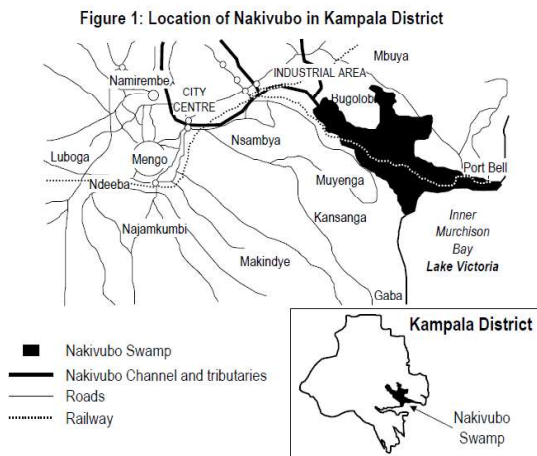 Figure 1: Location of Nakivubo in Kampala District
Mbuya
INDUSTRIAL AREA
Namirembe
CITY
CENTRE
Bugolobi
Nsambya
Luboga
Mengo
Port Bell
Ndeeba
Muyenga
Najamkumbi
Kansanga
Inner
Murchison
Bay
Lake Victoria
Makindye
Gaba
Nakivubo Swamp
Nakivubo Channel and tributaries
Roads
Railway
Kampala District
Nakivubo
Swamp